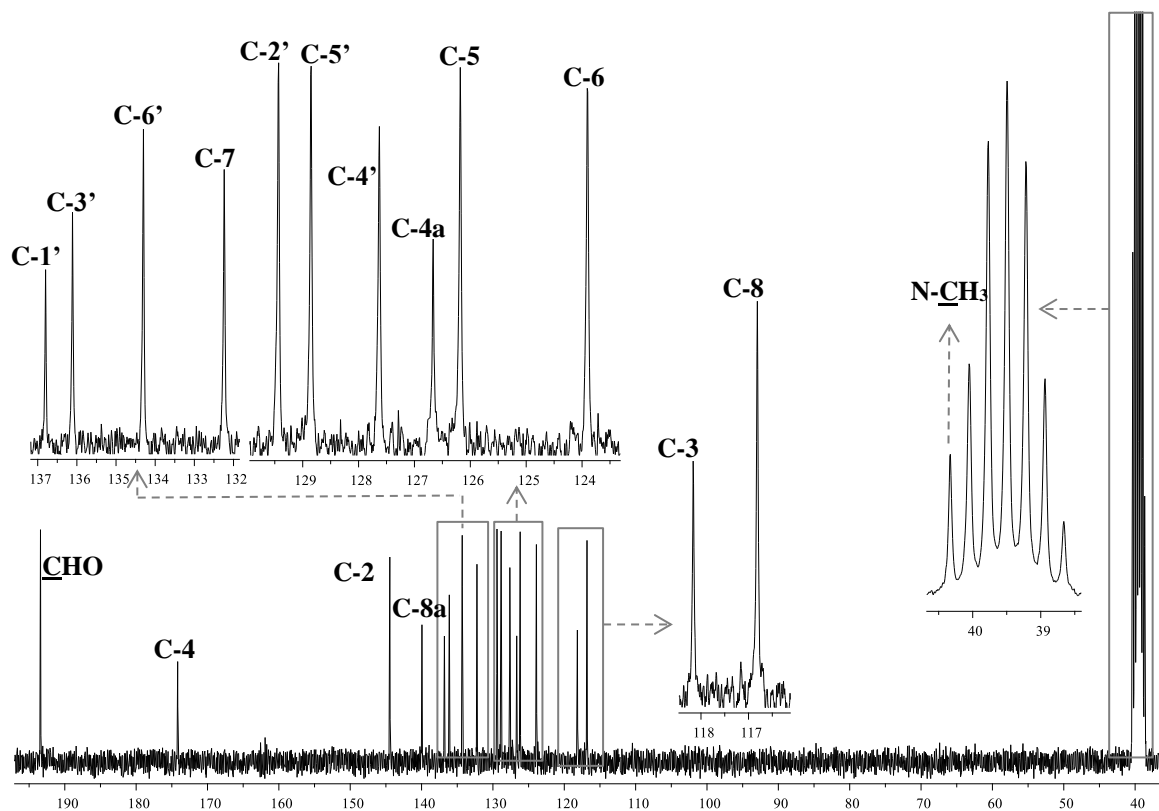 C-2’ C-5’ C-5 C-6
C-6’ C-7 C-4’
C-3’ C-4a
C-1’
137 136 135 134 133 132 129 128 127 126 125 124
C-8
C-3
118 117
N-CH3
40 39
CHO
C-2
C-8a
C-4
190 180 170 160 150 140 130 120 110 100 90 80 70 60 50 40